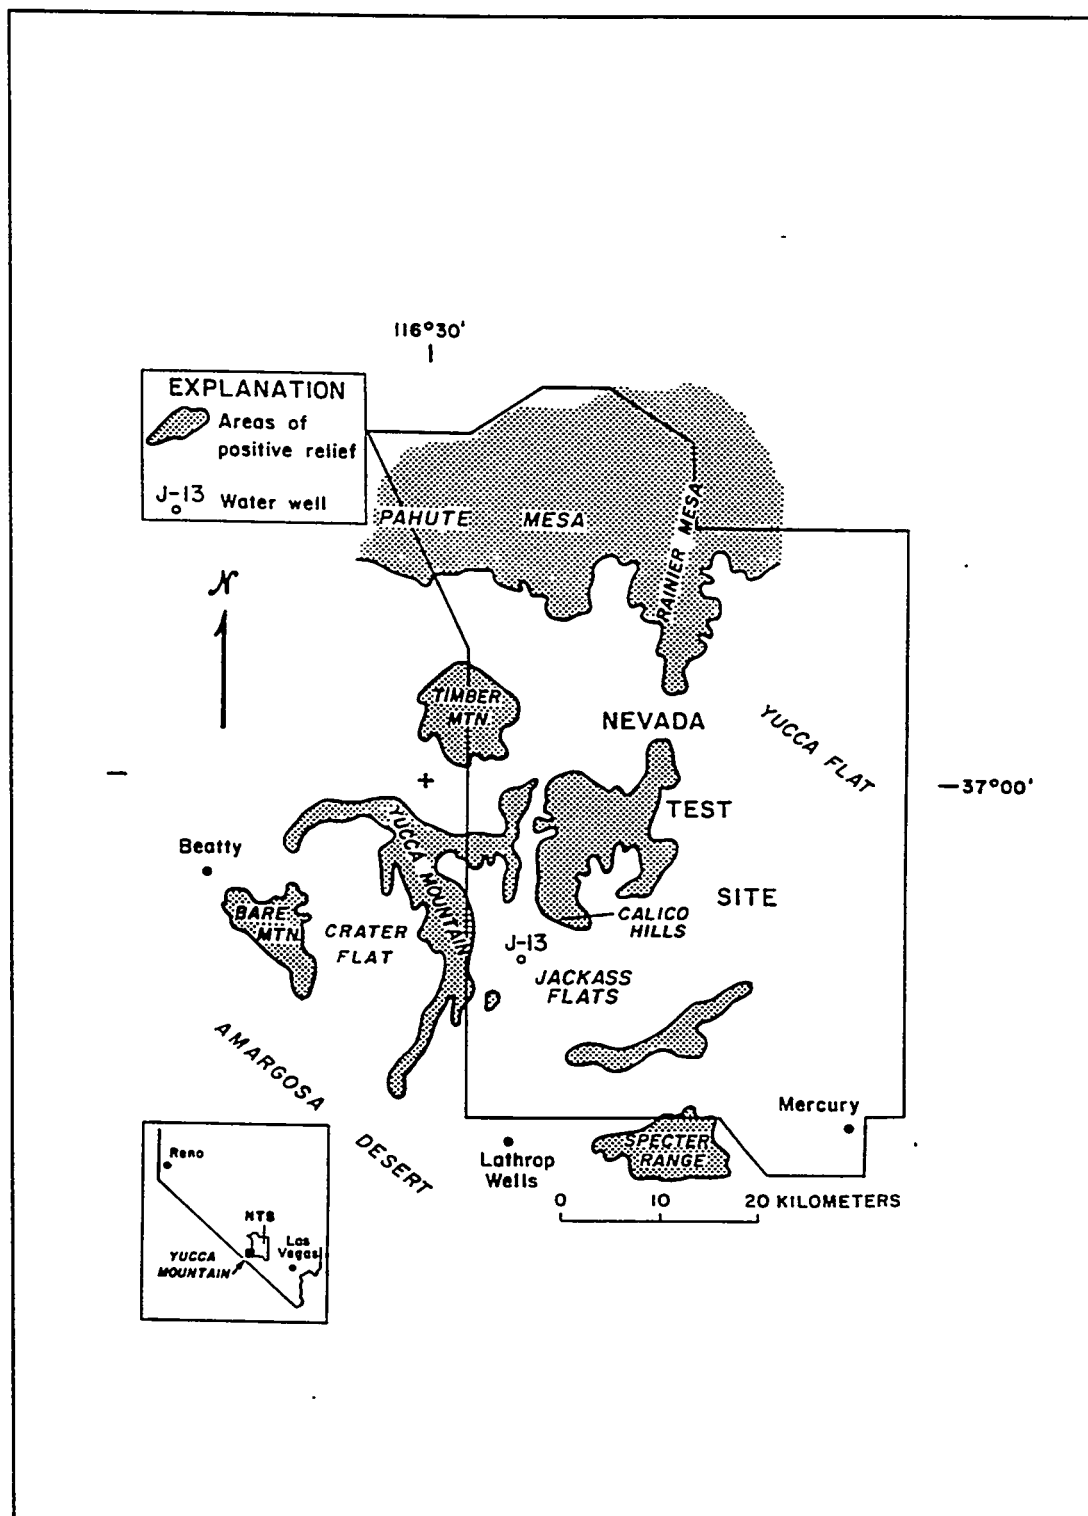 116°30'
EXPLANATION
Areas of
positive relief
J-13 Water well
PAHUTE MESA
RAINIER MESA
N
TIMBER
MTN.
NEVADA
YUCCA FLAT
37°00'
TEST
YUCCA MOUNTAIN
Beatty
SITE
BARE
MTN.
CRATER
FLAT
CALICO
HILLS
J-13
JACKASS
FLATS
AMARGOSA
DESERT
Mercury
Lathrop
Wells
SPECTER
RANGE
0 10 20 KILOMETERS
Reno
NTS
Las
Vegas
YUCCA
MOUNTAIN